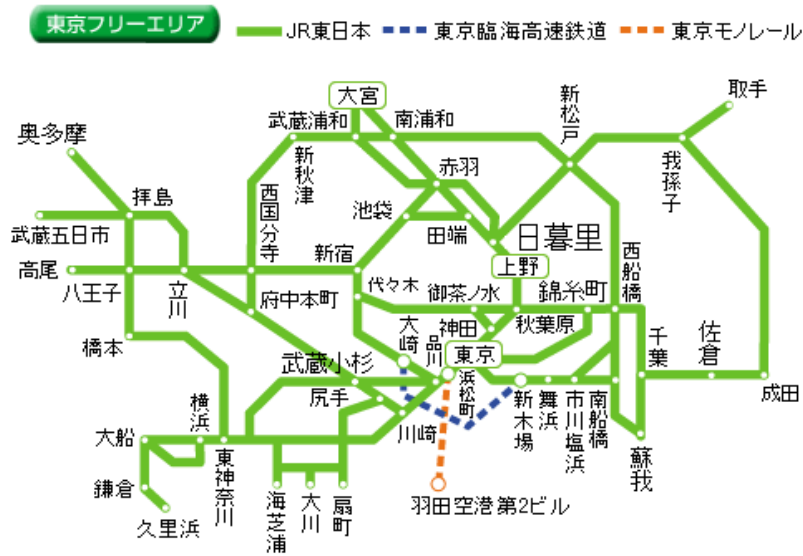 東京フリーエリア
JR東日本
東京臨海高速鉄道
東京モノレール
大宮
新松戸
取手
奥多摩
武蔵浦和
南浦和
新秋津
赤羽
我孫子
拝島
西国分寺
池袋
田端
日暮里
武蔵五日市
新宿
上野
西船橋
高尾
八王子
立川
代々木
御茶ノ水
錦糸町
府中本町
大崎
品川
神田
秋葉原
千葉
佐倉
橋本
武蔵小杉
東京
浜松町
成田
横浜
尻手
新木場
舞浜
市川塩浜
南船橋
大船
川崎
蘇我
東神奈川
鎌倉
久里浜
海芝浦
大川
扇町
羽田空港第2ビル